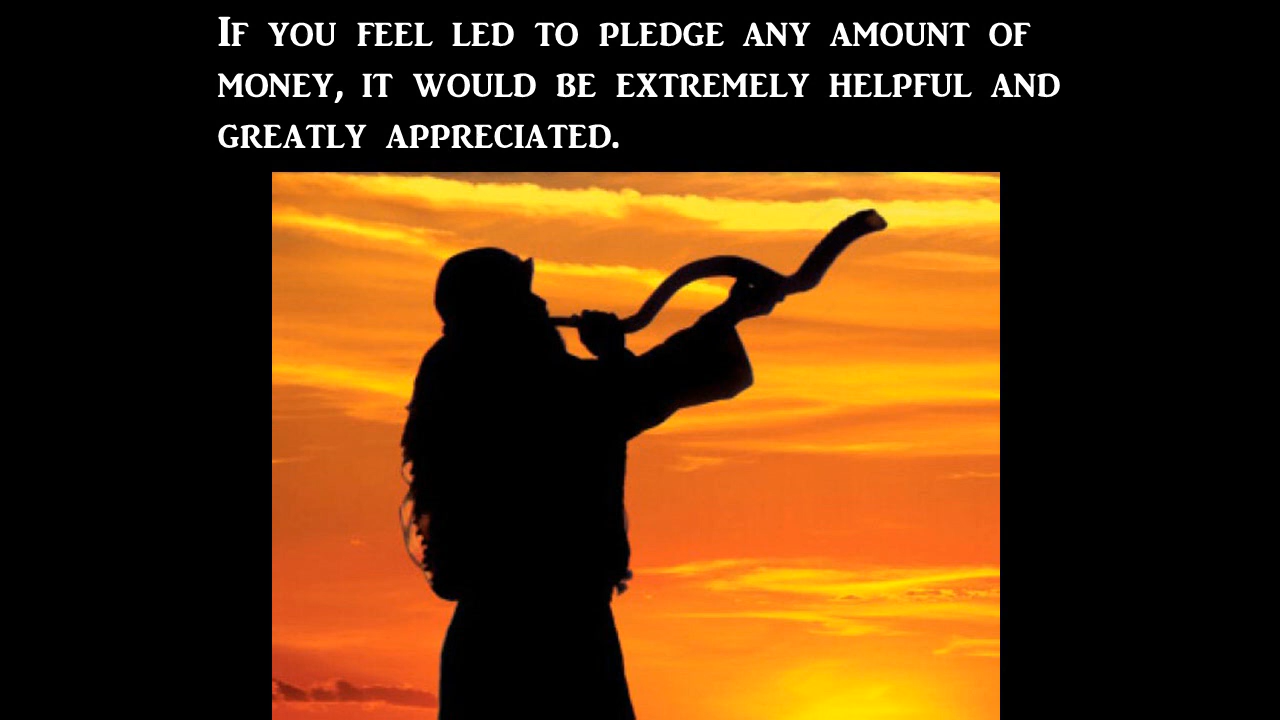 If you feel led to pledge any amount of
money, it would be extremely helpful and
greatly appreciated.